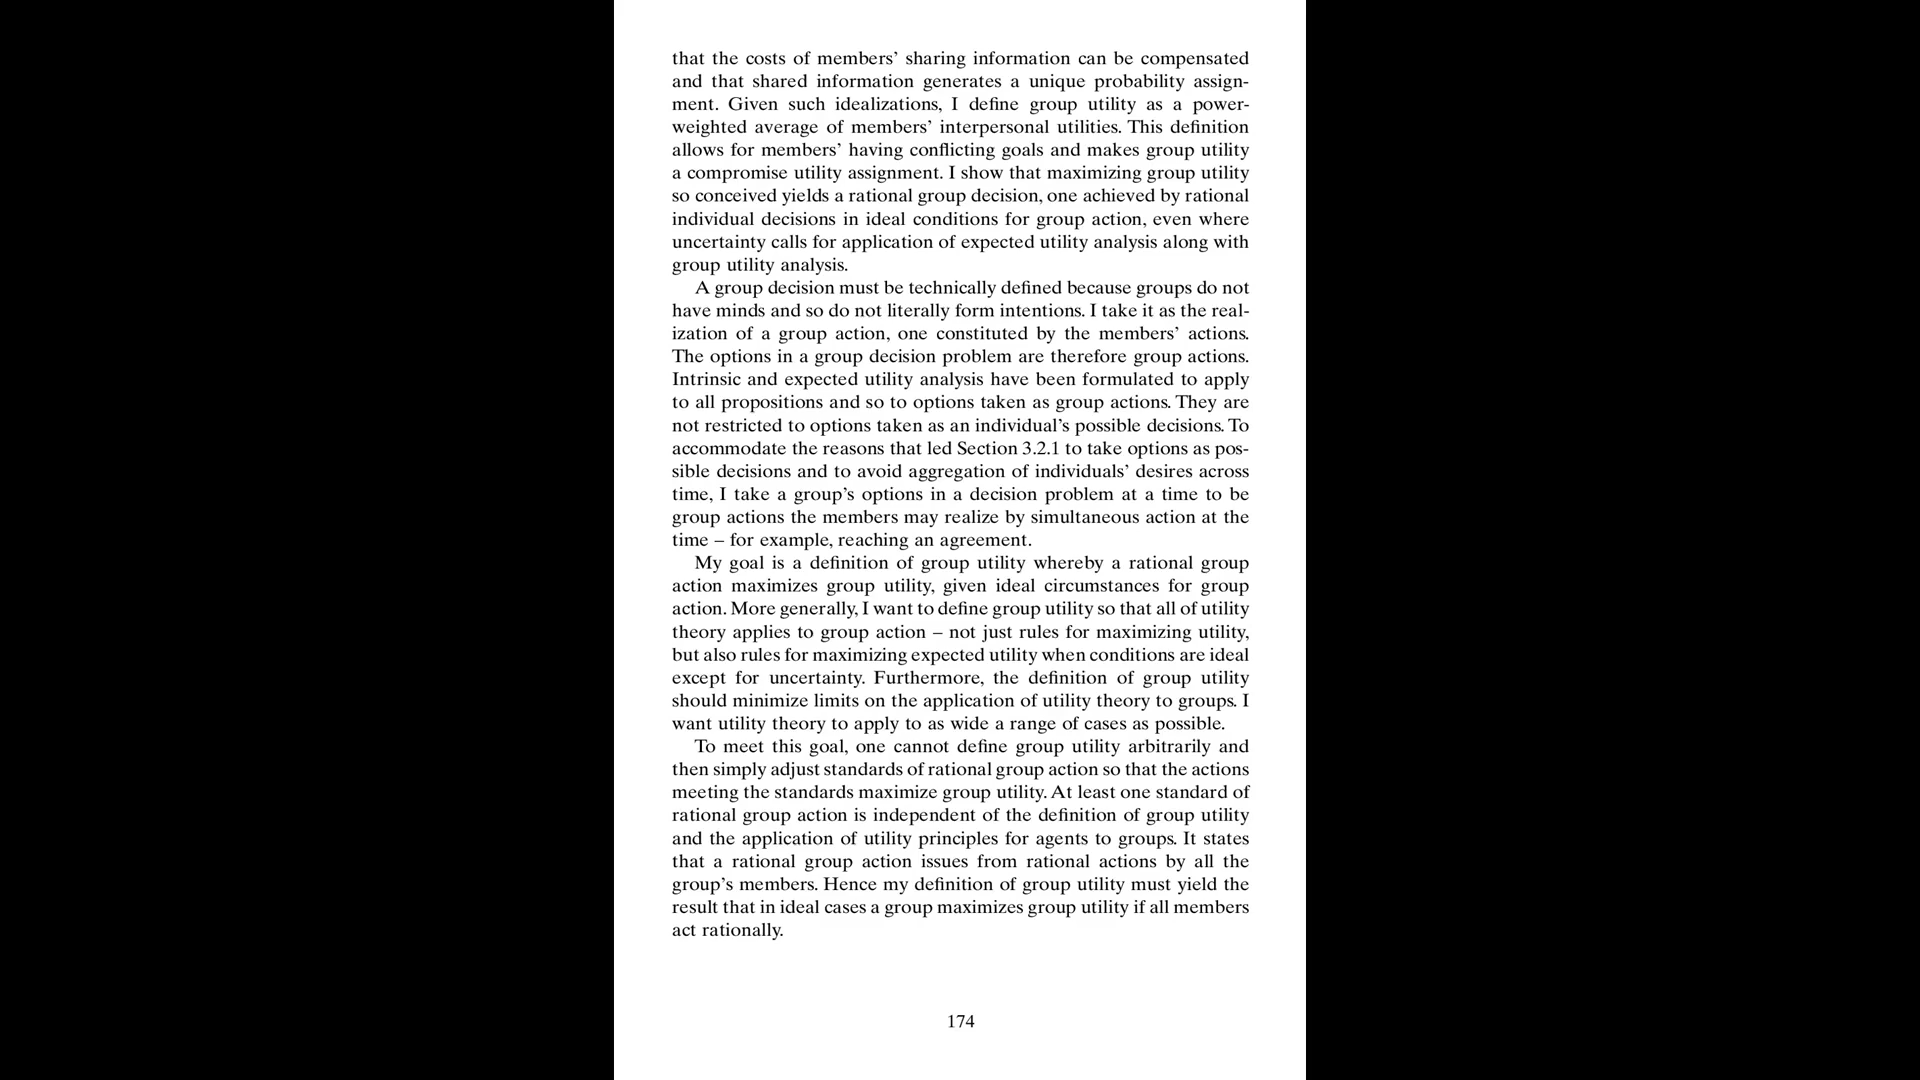 that the costs of members’ sharing information can be compensated
and that shared information generates a unique probability assign-
ment. Given such idealizations, I define group utility as a power-
weighted average of members’ interpersonal utilities. This definition
allows for members’ having conflicting goals and makes group utility
a compromise utility assignment. I show that maximizing group utility
so conceived yields a rational group decision, one achieved by rational
individual decisions in ideal conditions for group action, even where
uncertainty calls for application of expected utility analysis along with
group utility analysis.
A group decision must be technically defined because groups do not
have minds and so do not literally form intentions. I take it as the real-
ization of a group action, one constituted by the members’ actions.
The options in a group decision problem are therefore group actions.
Intrinsic and expected utility analysis have been formulated to apply
to all propositions and so to options taken as group actions. They are
not restricted to options taken as an individual’s possible decisions. To
accommodate the reasons that led Section 3.2.1 to take options as pos-
sible decisions and to avoid aggregation of individuals’ desires across
time, I take a group’s options in a decision problem at a time to be
group actions the members may realize by simultaneous action at the
time – for example, reaching an agreement.
My goal is a definition of group utility whereby a rational group
action maximizes group utility, given ideal circumstances for group
action. More generally, I want to define group utility so that all of utility
theory applies to group action – not just rules for maximizing utility,
but also rules for maximizing expected utility when conditions are ideal
except for uncertainty. Furthermore, the definition of group utility
should minimize limits on the application of utility theory to groups. I
want utility theory to apply to as wide a range of cases as possible.
To meet this goal, one cannot define group utility arbitrarily and
then simply adjust standards of rational group action so that the actions
meeting the standards maximize group utility. At least one standard of
rational group action is independent of the definition of group utility
and the application of utility principles for agents to groups. It states
that a rational group action issues from rational actions by all the
group’s members. Hence my definition of group utility must yield the
result that in ideal cases a group maximizes group utility if all members
act rationally.
174